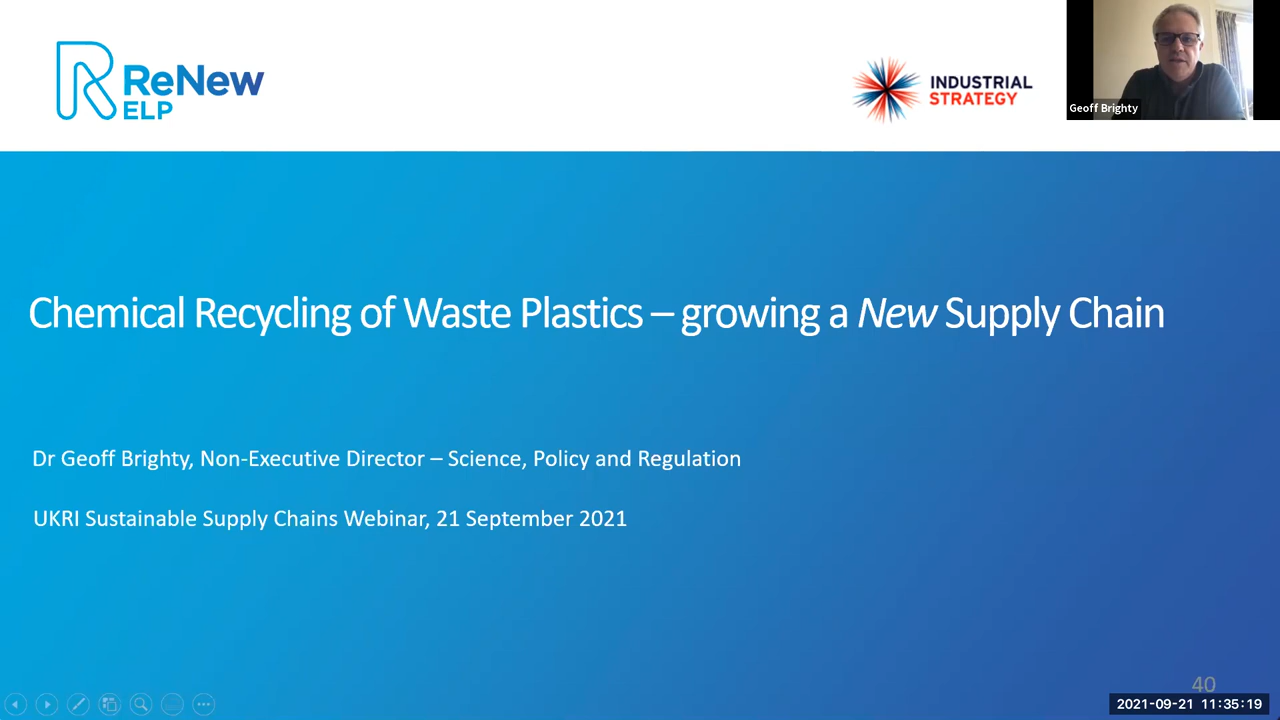 ReNew
ELP
INDUSTRIAL
STRATEGY
Geoff Brighty
Chemical Recycling of Waste Plastics – growing a New Supply Chain
Dr Geoff Brighty, Non-Executive Director – Science, Policy and Regulation
UKRI Sustainable Supply Chains Webinar, 21 September 2021
40
2021-09-21 11:35:19